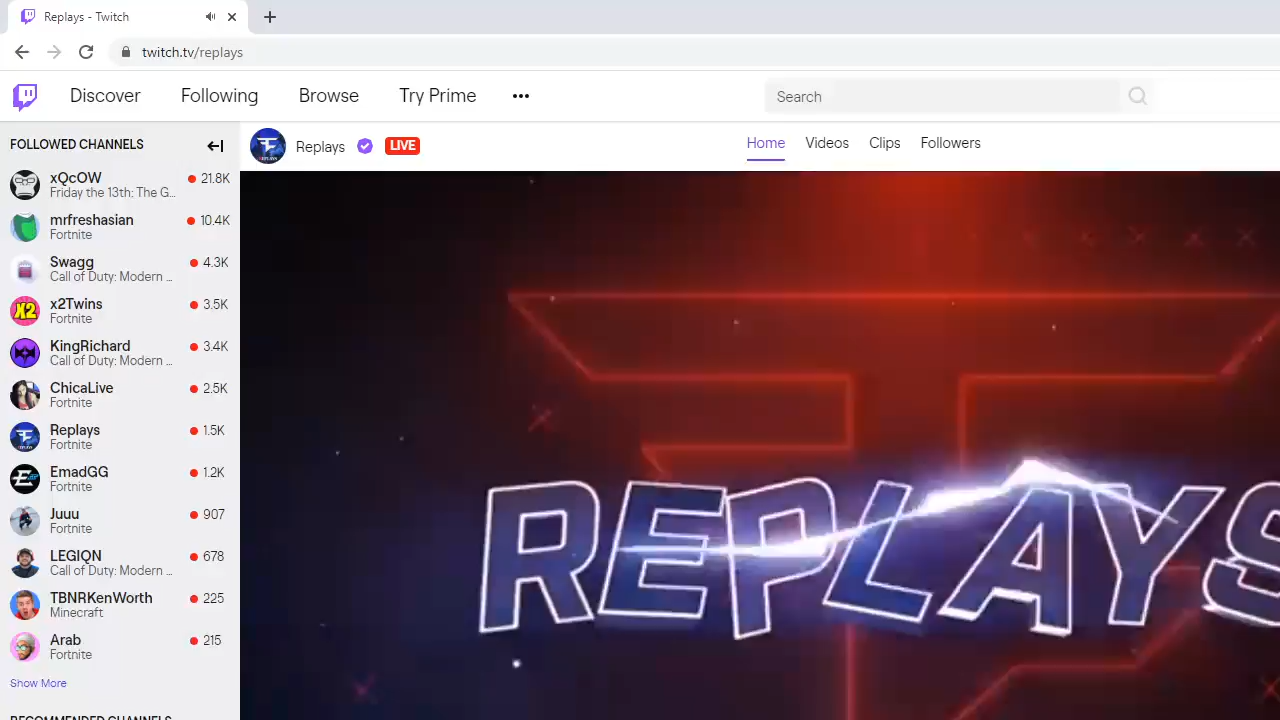 Replays - Twitch
twitch.tv/replays
Discover Following Browse Try Prime
Search
FOLLOWED CHANNELS
Replays LIVE
Home Videos Clips Followers
xQcOW 21.8K
Friday the 13th: The G...
mrfreshasian 10.4K
Fortnite
Swagg 4.3K
Call of Duty: Modern ...
x2Twins 3.5K
Fortnite
KingRichard 3.4K
Call of Duty: Modern ...
ChicaLive 2.5K
Fortnite
Replays 1.5K
Fortnite
EmadGG 1.2K
Fortnite
Juuu 907
Fortnite
LEGIQN 678
Call of Duty: Modern ...
TBNRKenWorth 225
Minecraft
Arab 215
Fortnite
Show More
RECOMMENDED CHANNELS
REPLAYS